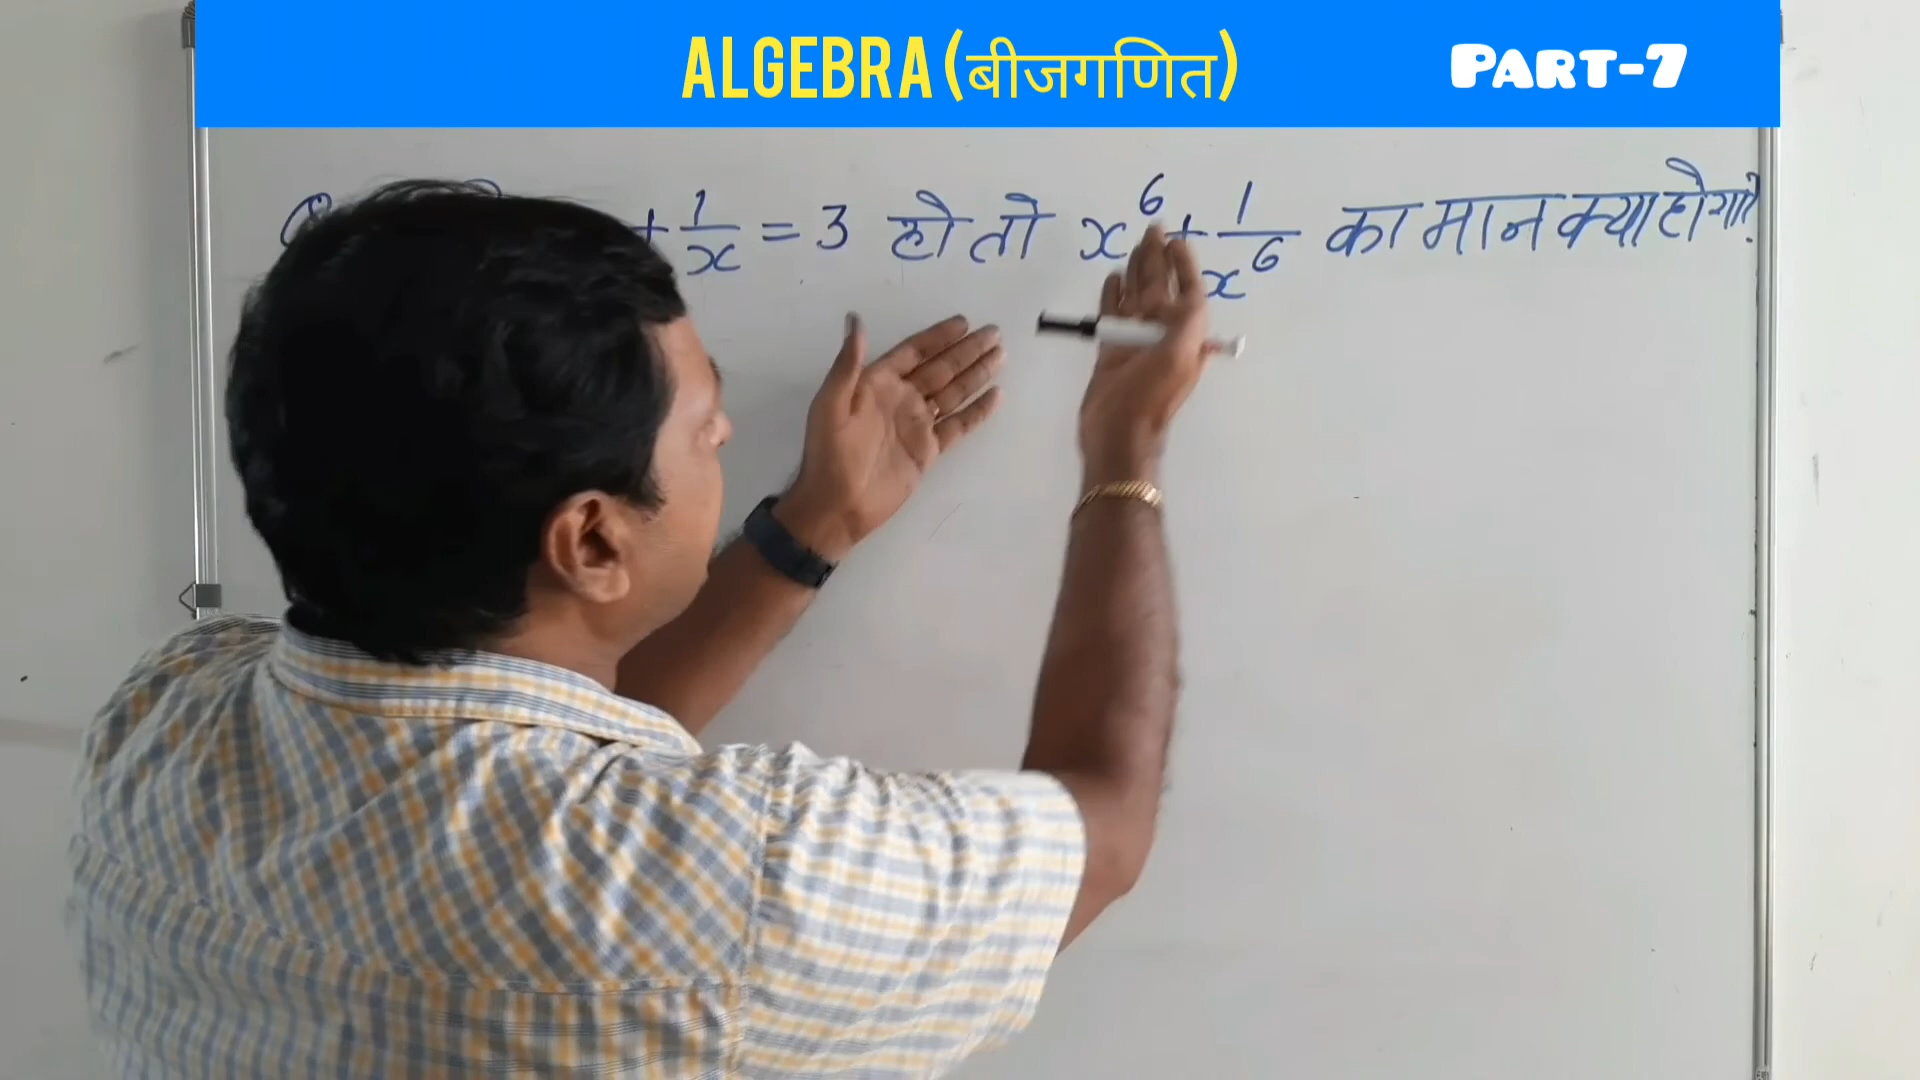 ALGEBRA (बीजगणित) PART-7
+ 1/x = 3 हो तो x⁶ + 1/x⁶ का मान क्या होगा?